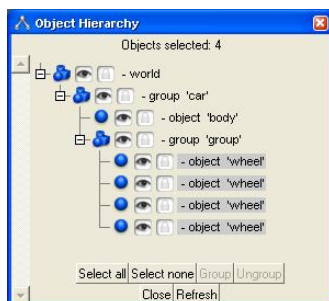 Object Hierarchy
Objects selected: 4
- world
- group 'car'
- object 'body'
- group 'group'
- object 'wheel'
- object 'wheel'
- object 'wheel'
- object 'wheel'
Select all Select none Group Ungroup
Close Refresh